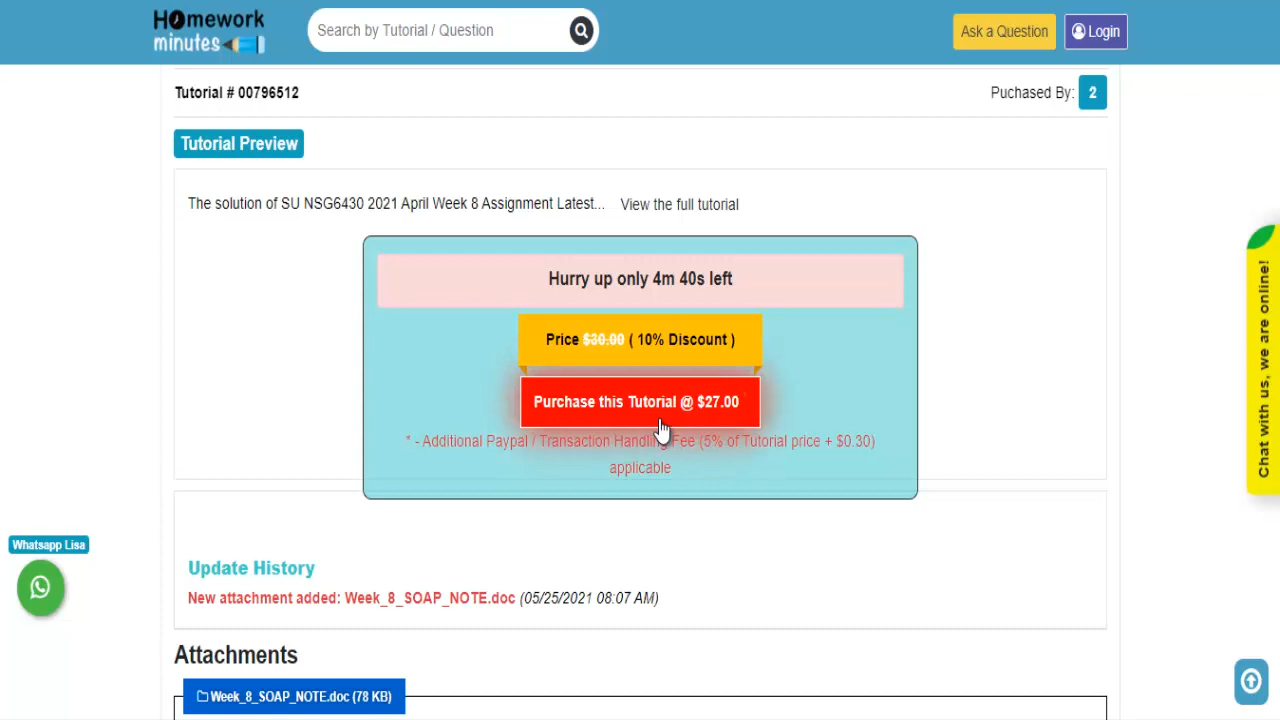 Homework
minutes
Search by Tutorial / Question
Ask a Question
Login
Tutorial # 00796512
Puchased By: 2
Tutorial Preview
The solution of SU NSG6430 2021 April Week 8 Assignment Latest... View the full tutorial
Hurry up only 4m 40s left
Price $30.00 ( 10% Discount )
Purchase this Tutorial @ $27.00
* - Additional Paypal / Transaction Handling Fee (5% of Tutorial price + $0.30)
applicable
Chat with us, we are online!
Whatsapp Lisa
Update History
New attachment added: Week_8_SOAP_NOTE.doc (05/25/2021 08:07 AM)
Attachments
Week_8_SOAP_NOTE.doc (78 KB)